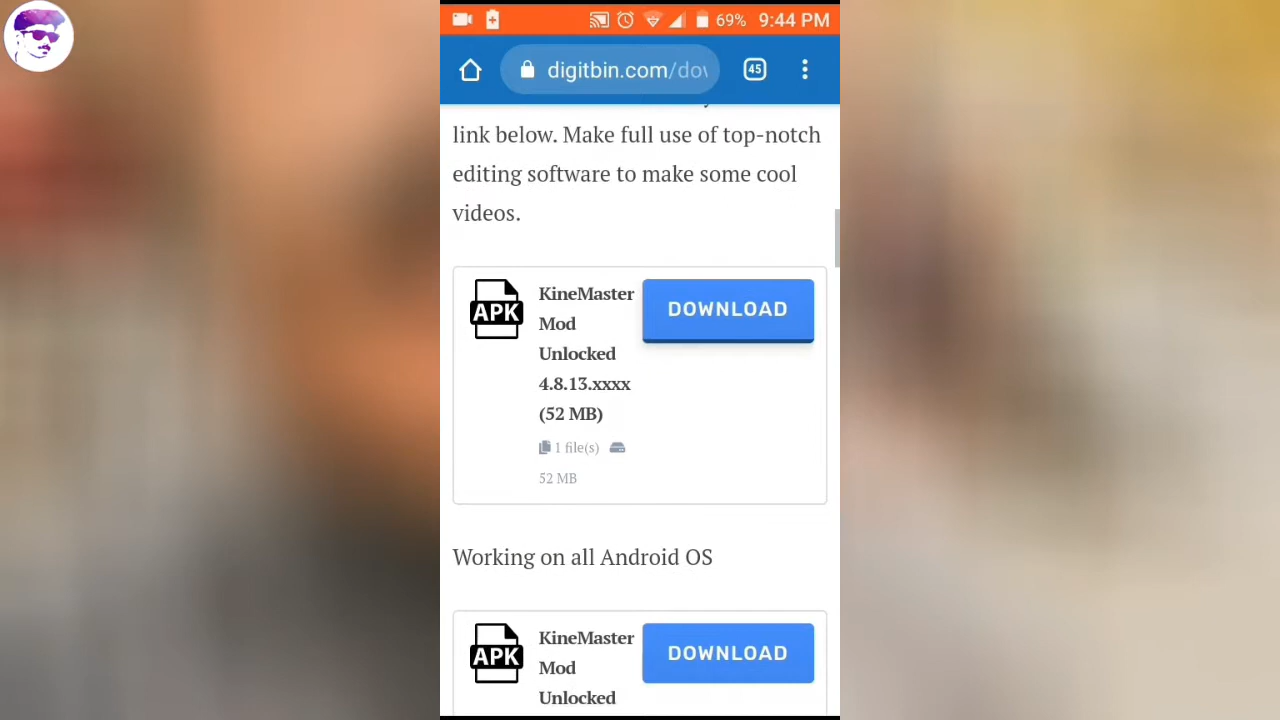 69% 9:44 PM
digitbin.com/dov
45
link below. Make full use of top-notch
editing software to make some cool
videos.
APK
KineMaster
Mod
Unlocked
4.8.13.xxxx
(52 MB)
DOWNLOAD
1 file(s)
52 MB
Working on all Android OS
APK
KineMaster
Mod
Unlocked
DOWNLOAD